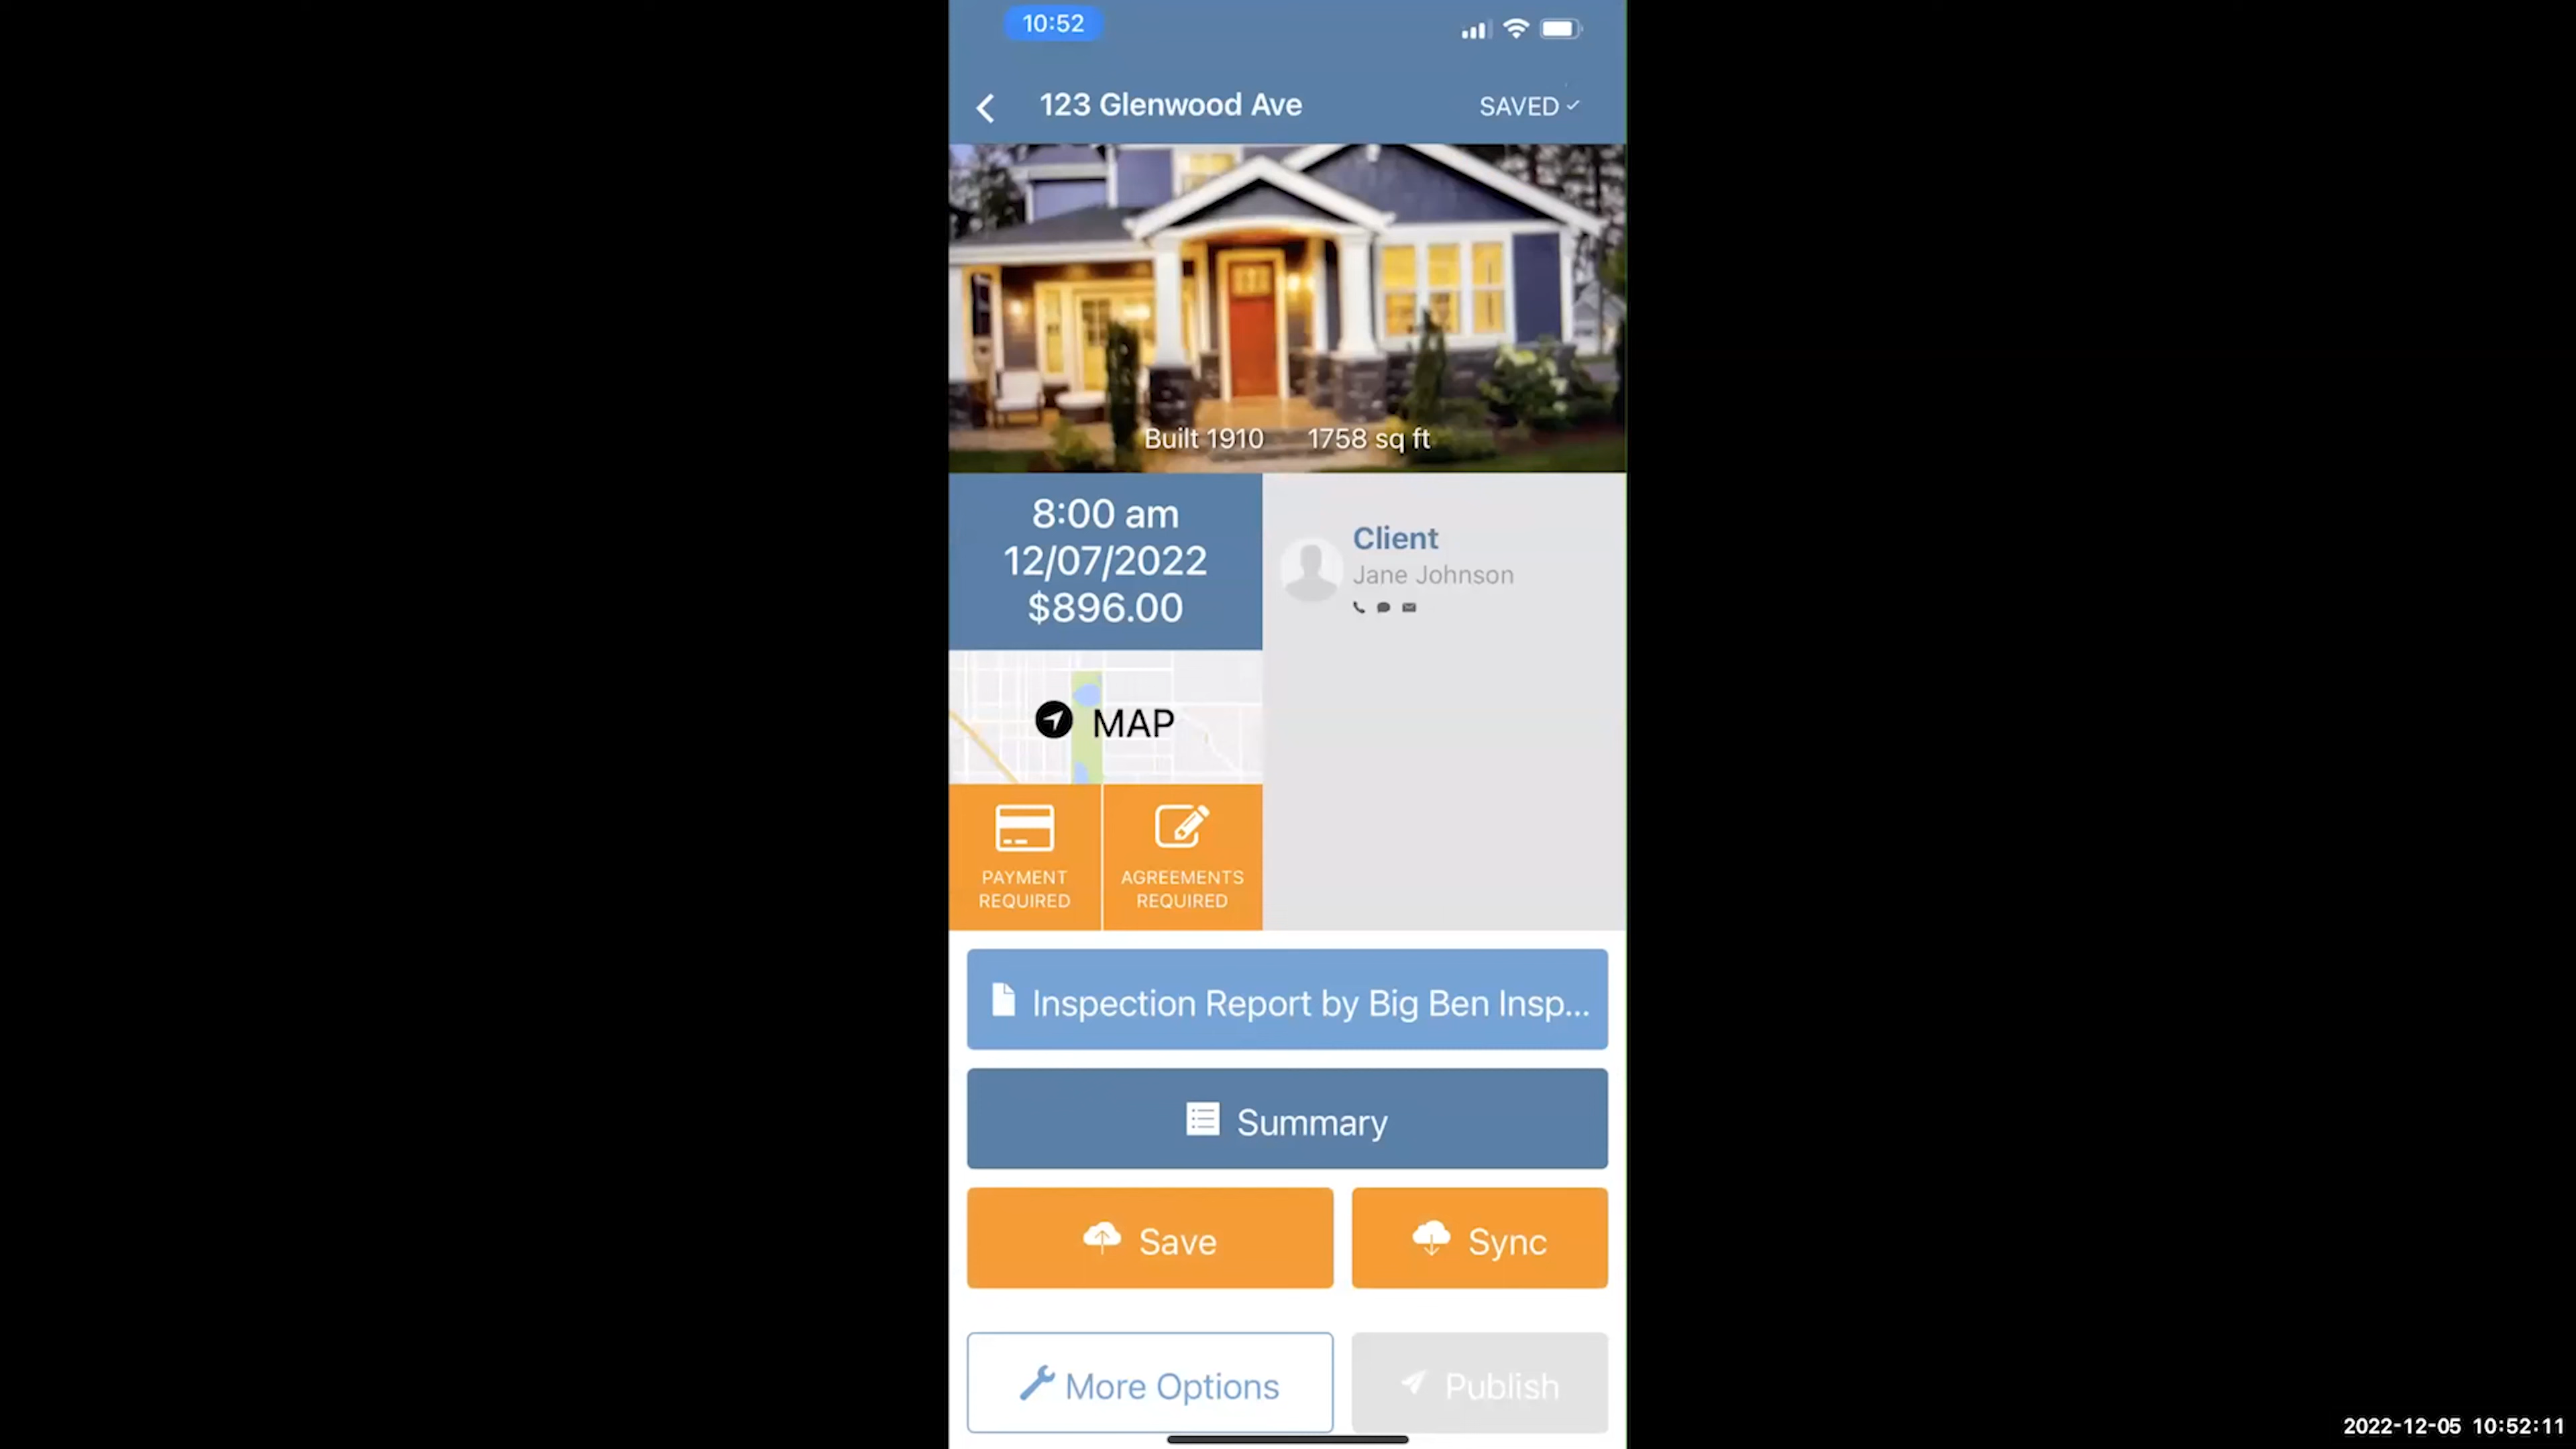 10:52
123 Glenwood Ave
SAVED
Built 1910 1758 sq ft
8:00 am
12/07/2022
$896.00
Client
Jane Johnson
MAP
PAYMENT
REQUIRED
AGREEMENTS
REQUIRED
Inspection Report by Big Ben Insp...
Summary
Save
Sync
More Options
Publish
2022-12-05 10:52:11